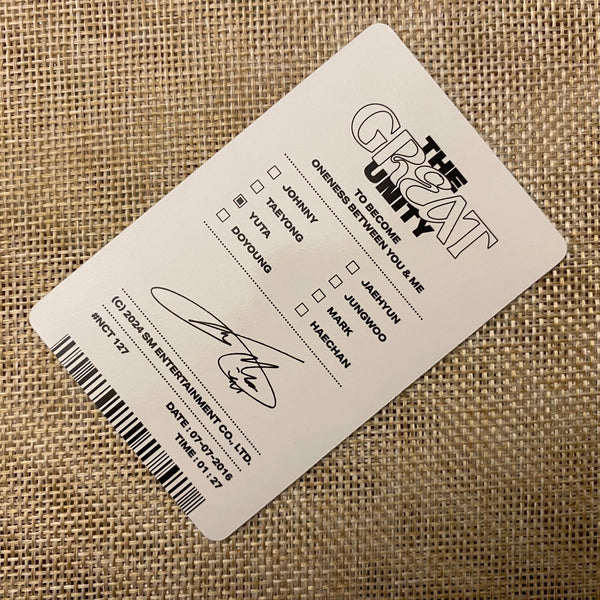 THE
GREAT
UNITY
TO BECOME
ONENESS BETWEEN YOU & ME
JOHNNY
TAEYONG
YUTA
DOYOUNG
JAEHYUN
JUNGWOO
MARK
HAECHAN
(C) 2024 SM ENTERTAINMENT CO., LTD.
#NCT 127
DATE : 07-07-2016
TIME : 01 : 27